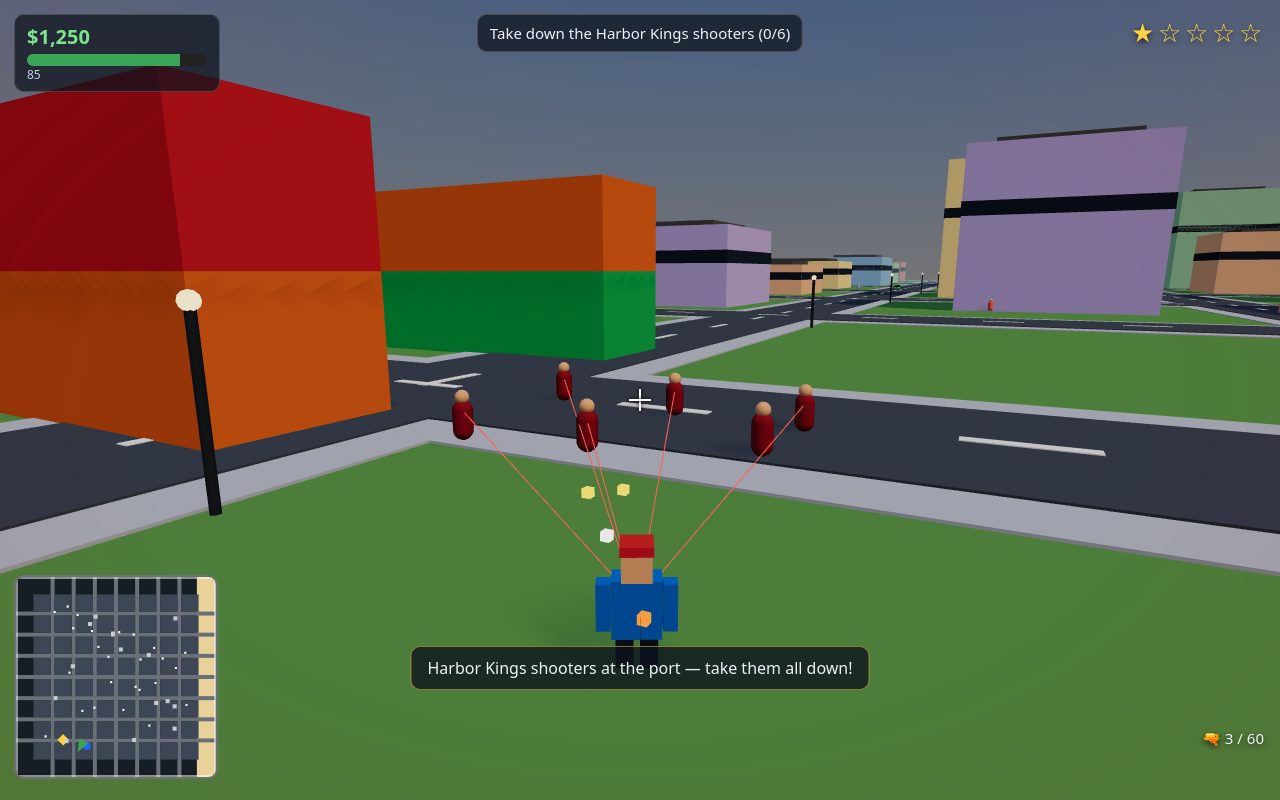 $1,250
85
Take down the Harbor Kings shooters (0/6)
★☆☆☆☆
Harbor Kings shooters at the port — take them all down!
3 / 60